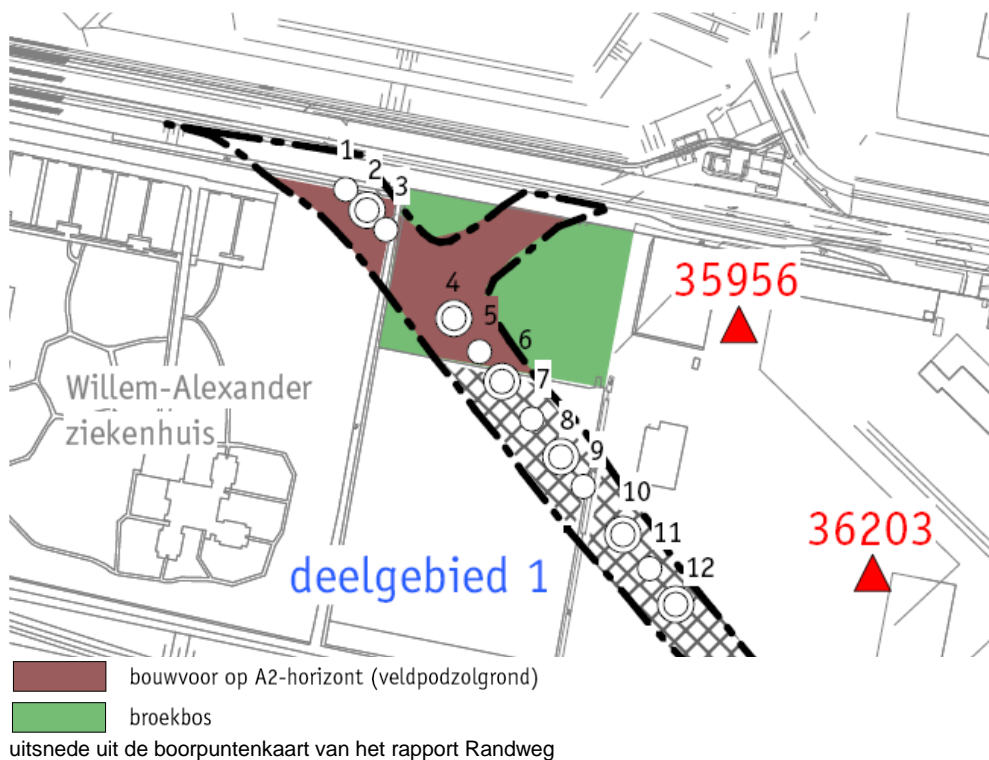 1
2
3
35956
4
5
6
Willem-Alexander
ziekenhuis
7
8
9
10
36203
11
deelgebied 1
12
bouwvoor op A2-horizont (veldpodzolgrond)
broekbos
uitsnede uit de boorpuntenkaart van het rapport Randweg